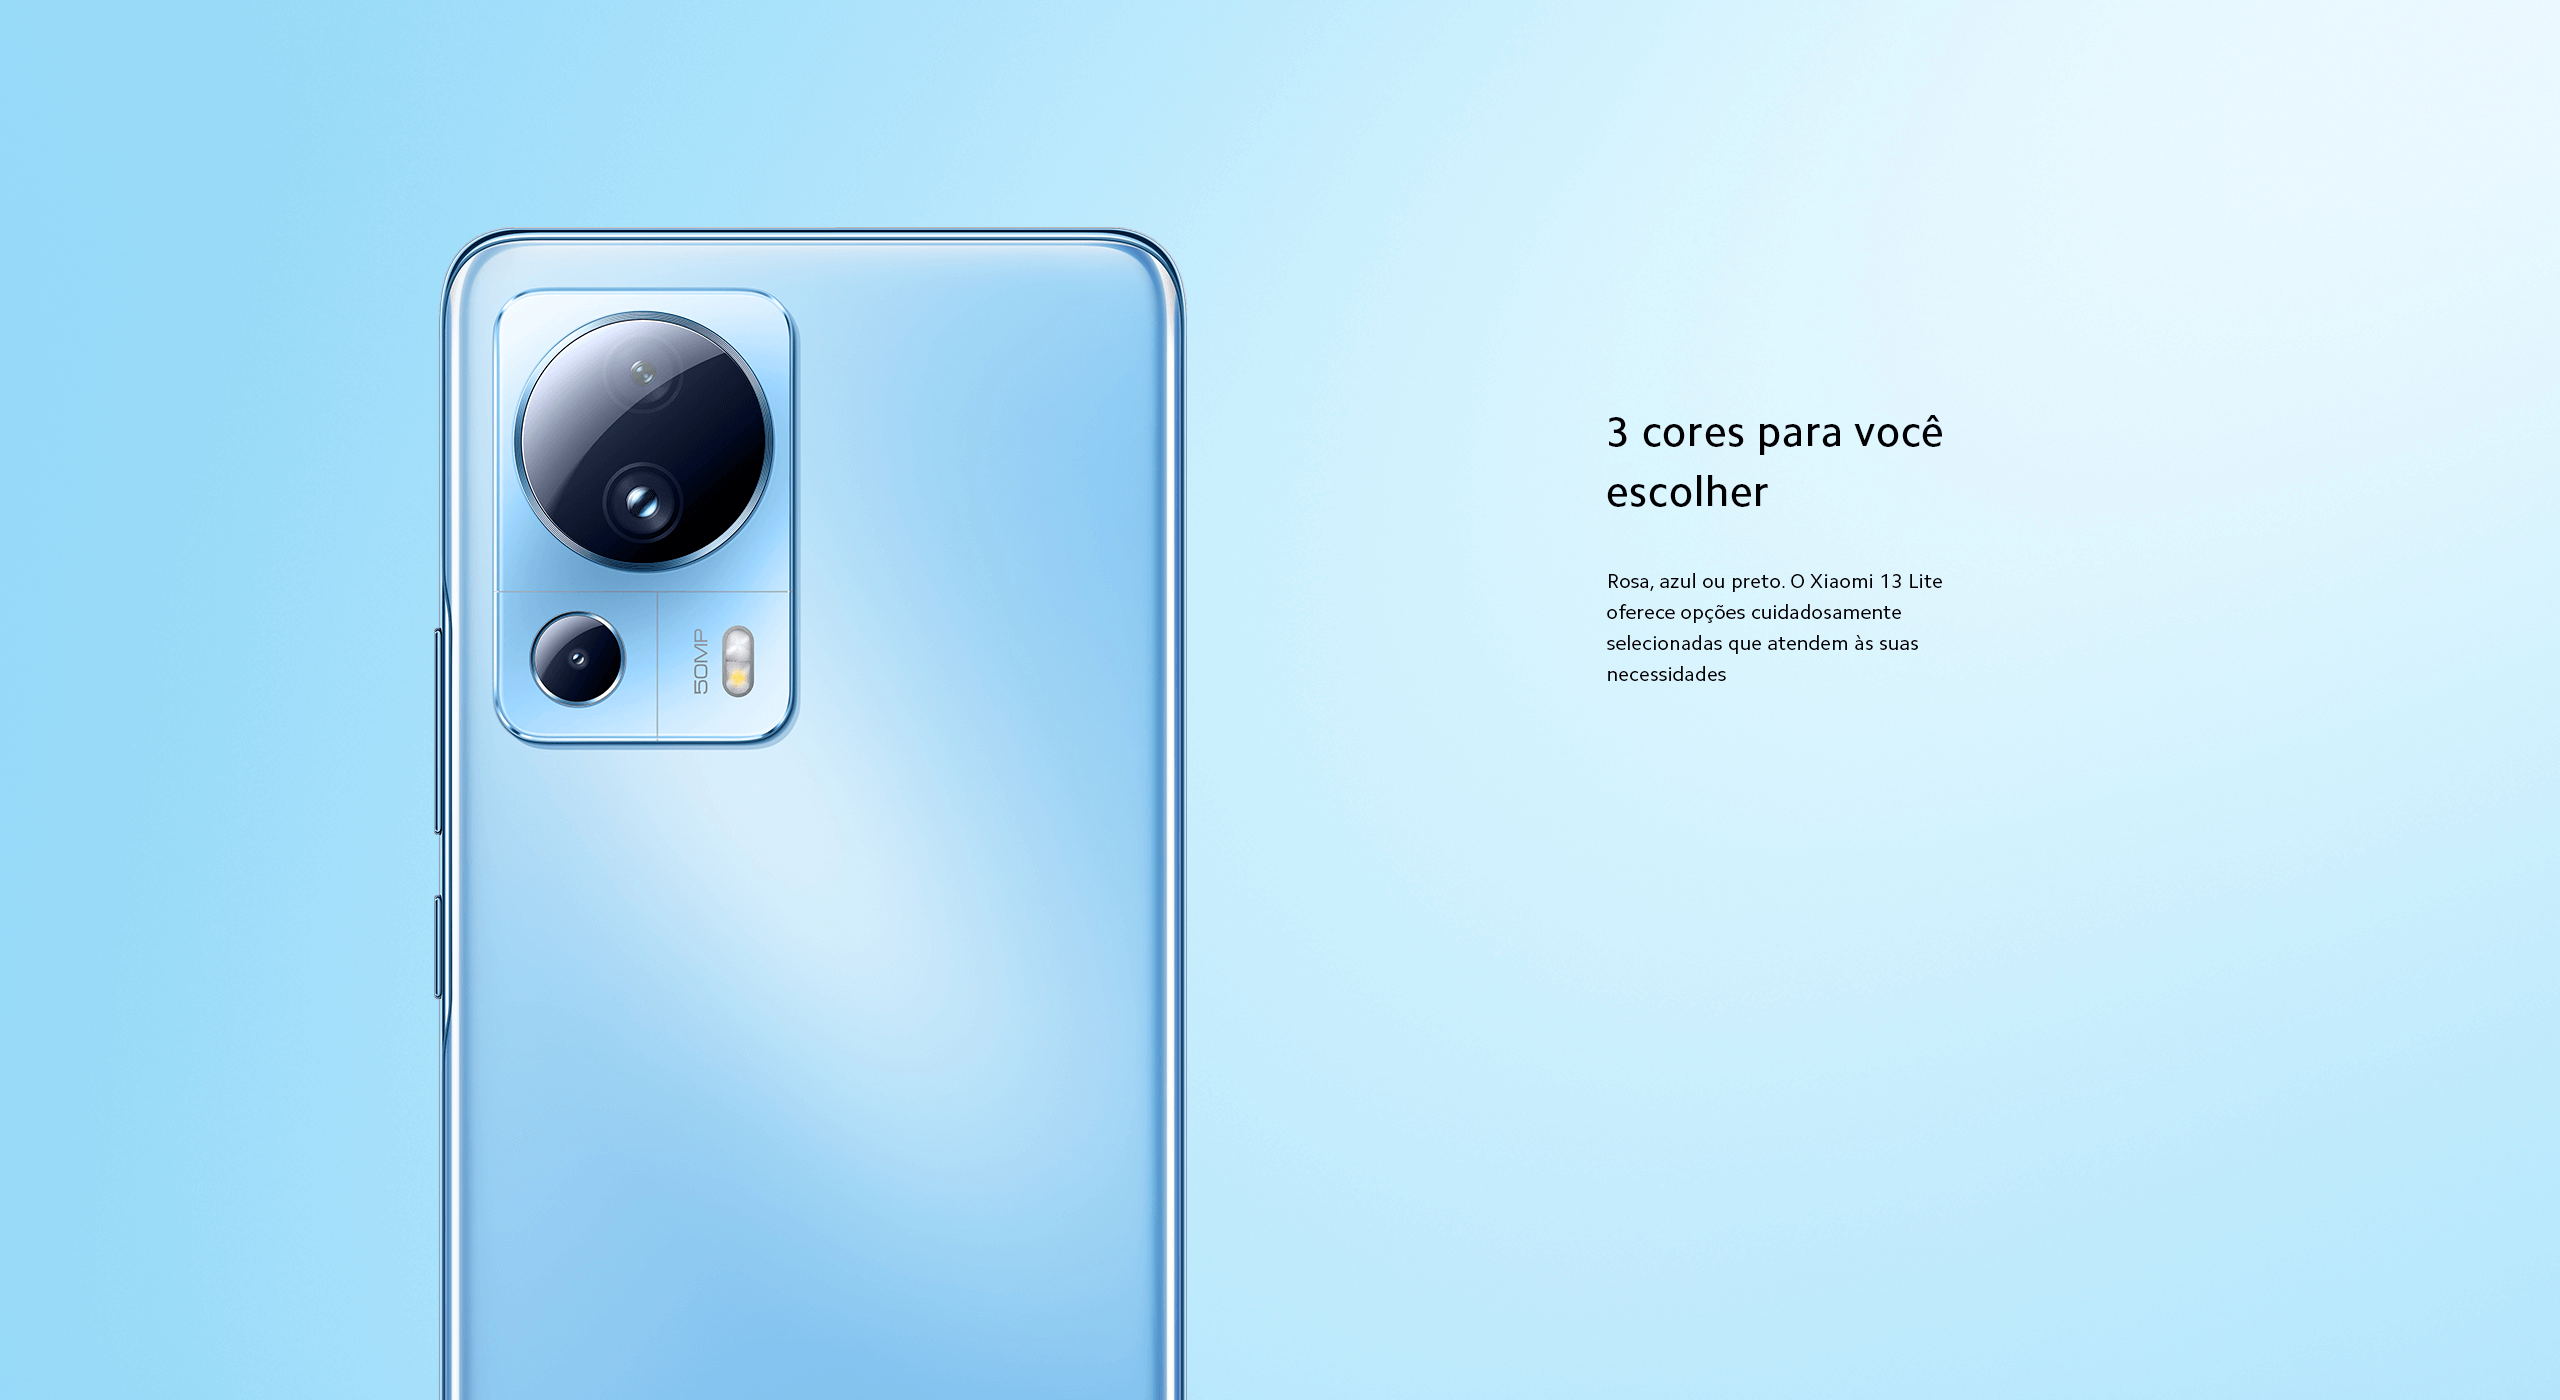 50MP
3 cores para você
escolher
Rosa, azul ou preto. O Xiaomi 13 Lite
oferece opções cuidadosamente
selecionadas que atendem às suas
necessidades